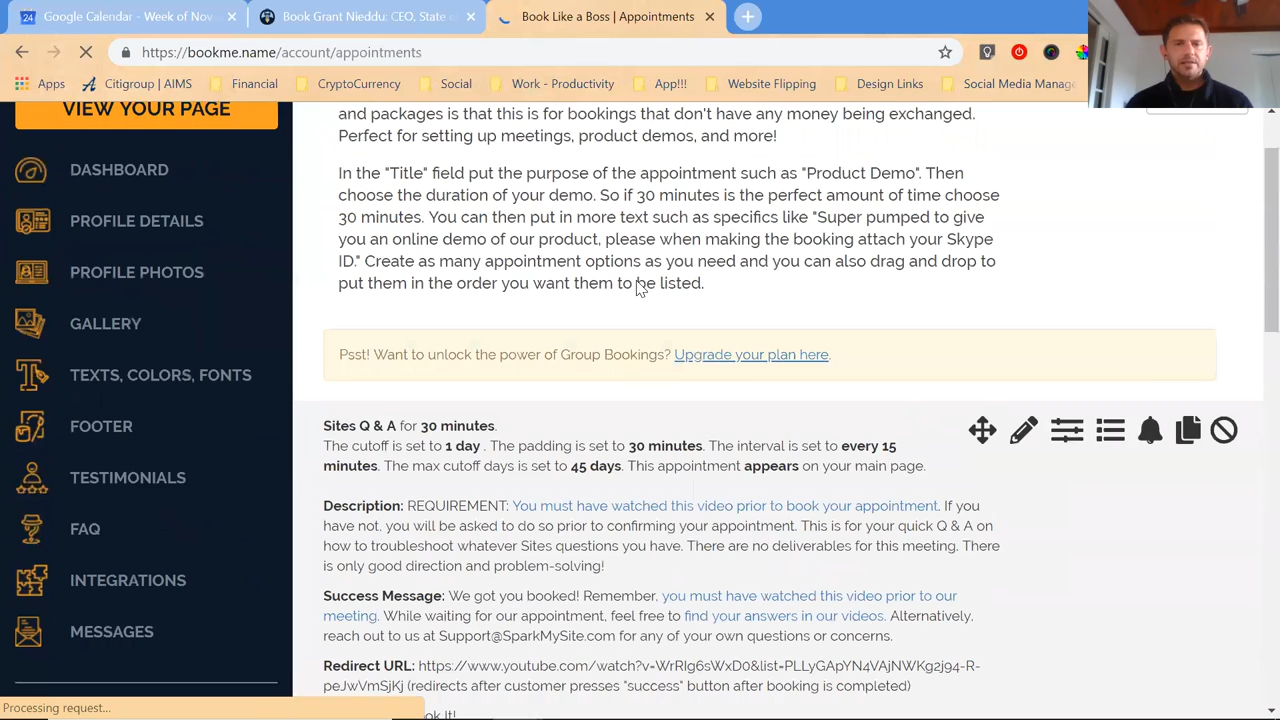 Google Calendar - Week of Nov
Book Grant Nieddu: CEO, State o
Book Like a Boss | Appointments
https://bookme.name/account/appointments
Apps
Citigroup | AIMS
Financial
CryptoCurrency
Social
Work - Productivity
App!!!
Website Flipping
Design Links
Social Media Manag
VIEW YOUR PAGE
DASHBOARD
PROFILE DETAILS
PROFILE PHOTOS
GALLERY
TEXTS, COLORS, FONTS
FOOTER
TESTIMONIALS
FAQ
INTEGRATIONS
MESSAGES
and packages is that this is for bookings that don't have any money being exchanged.
Perfect for setting up meetings, product demos, and more!
In the "Title" field put the purpose of the appointment such as "Product Demo". Then
choose the duration of your demo. So if 30 minutes is the perfect amount of time choose
30 minutes. You can then put in more text such as specifics like "Super pumped to give
you an online demo of our product, please when making the booking attach your Skype
ID." Create as many appointment options as you need and you can also drag and drop to
put them in the order you want them to be listed.
Psst! Want to unlock the power of Group Bookings? Upgrade your plan here.
Sites Q & A for 30 minutes.
The cutoff is set to 1 day . The padding is set to 30 minutes. The interval is set to every 15
minutes. The max cutoff days is set to 45 days. This appointment appears on your main page.
Description: REQUIREMENT: You must have watched this video prior to book your appointment. If you
have not, you will be asked to do so prior to confirming your appointment. This is for your quick Q & A on
how to troubleshoot whatever Sites questions you have. There are no deliverables for this meeting. There
is only good direction and problem-solving!
Success Message: We got you booked! Remember, you must have watched this video prior to our
meeting. While waiting for our appointment, feel free to find your answers in our videos. Alternatively,
reach out to us at Support@SparkMySite.com for any of your own questions or concerns.
Redirect URL: https://www.youtube.com/watch?v=WrRIg6sWxD0&list=PLLyGApYN4VAjNWKg2j94-R-
peJwVmSjKj (redirects after customer presses "success" button after booking is completed)
ok It!
Processing request...